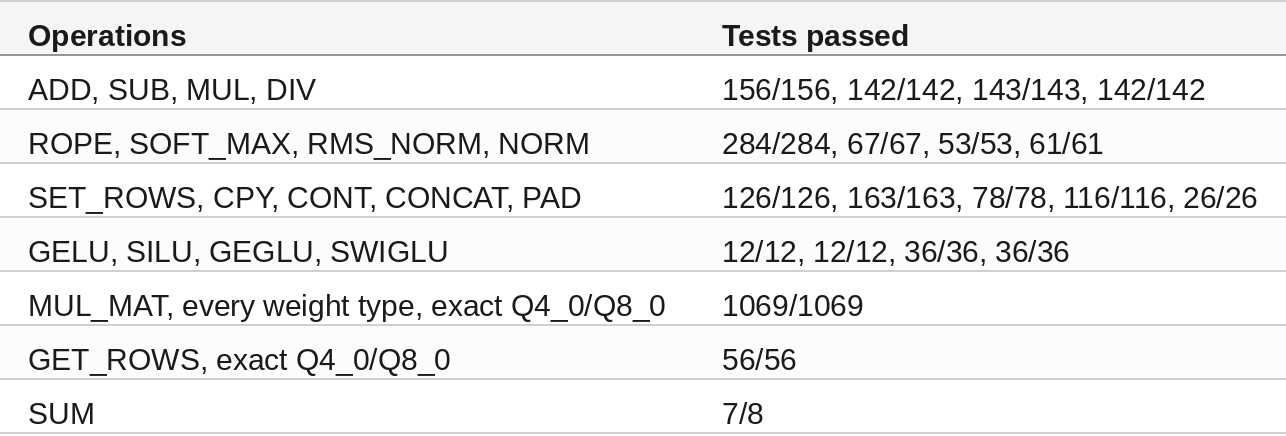 Operations Tests passed
ADD, SUB, MUL, DIV 156/156, 142/142, 143/143, 142/142
ROPE, SOFT_MAX, RMS_NORM, NORM 284/284, 67/67, 53/53, 61/61
SET_ROWS, CPY, CONT, CONCAT, PAD 126/126, 163/163, 78/78, 116/116, 26/26
GELU, SILU, GEGLU, SWIGLU 12/12, 12/12, 36/36, 36/36
MUL_MAT, every weight type, exact Q4_0/Q8_0 1069/1069
GET_ROWS, exact Q4_0/Q8_0 56/56
SUM 7/8